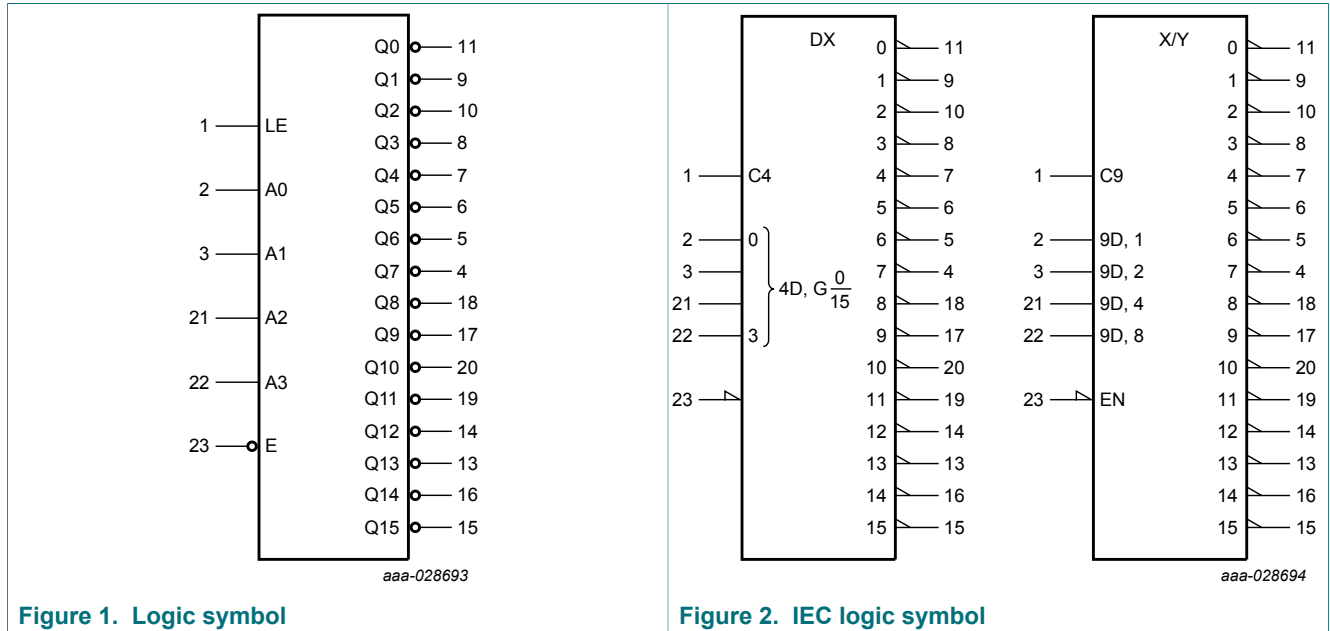 Q0 11
Q1 9
Q2 10
1 LE
Q3 8
Q4 7
2 A0
Q5 6
Q6 5
3 A1
Q7 4
Q8 18
21 A2
Q9 17
Q10 20
22 A3
Q11 19
Q12 14
23 E
Q13 13
Q14 16
Q15 15
aaa-028693
Figure 1. Logic symbol
DX
0 11
1 9
2 10
3 8
1 C4
4 7
5 6
2 0
6 5
3
7 4
4D, G 0
15
21
8 18
22 3
9 17
10 20
23
11 19
12 14
13 13
14 16
15 15
X/Y
0 11
1 9
2 10
3 8
1 C9
4 7
5 6
2 9D, 1
6 5
3 9D, 2
7 4
21 9D, 4
8 18
22 9D, 8
9 17
10 20
23 EN
11 19
12 14
13 13
14 16
15 15
aaa-028694
Figure 2. IEC logic symbol